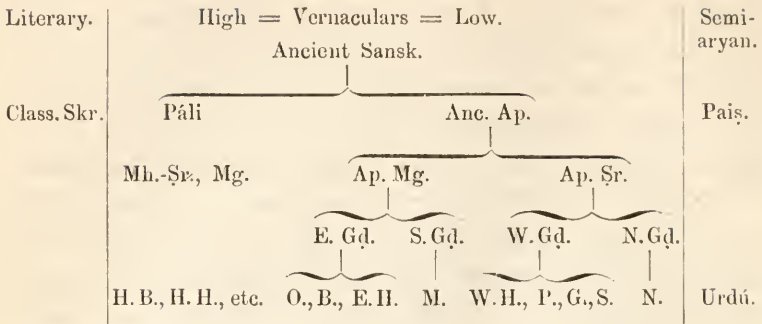 Literary. High = Vernaculars = Low. Semi-
aryan.
Ancient Sansk.
Class. Skr. Páli Anc. Ap. Paiṣ.
Mh.-Ṣr., Mg. Ap. Mg. Ap. Ṣr.
E. Gḍ. S. Gḍ. W. Gḍ. N. Gḍ.
H. B., H. H., etc. O., B., E. H. M. W. H., P., G., S. N. Urdú.